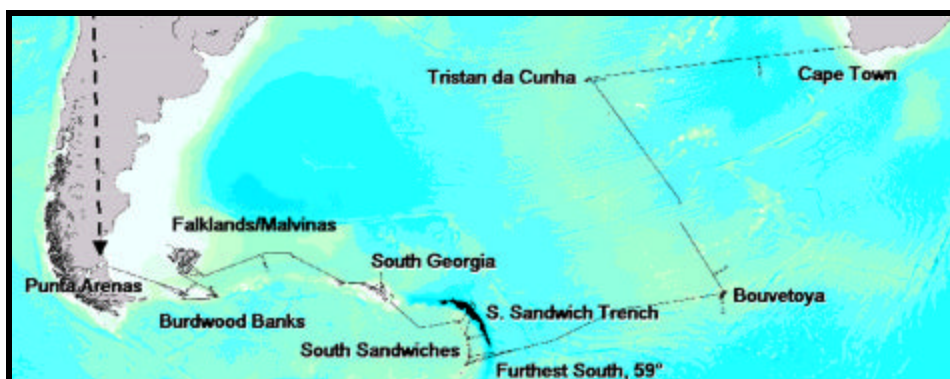 Tristan da Cunha
Cape Town
Falklands/Malvinas
South Georgia
Punta Arenas
Bouvetoya
S. Sandwich Trench
Burdwood Banks
South Sandwiches
Furthest South, 59°